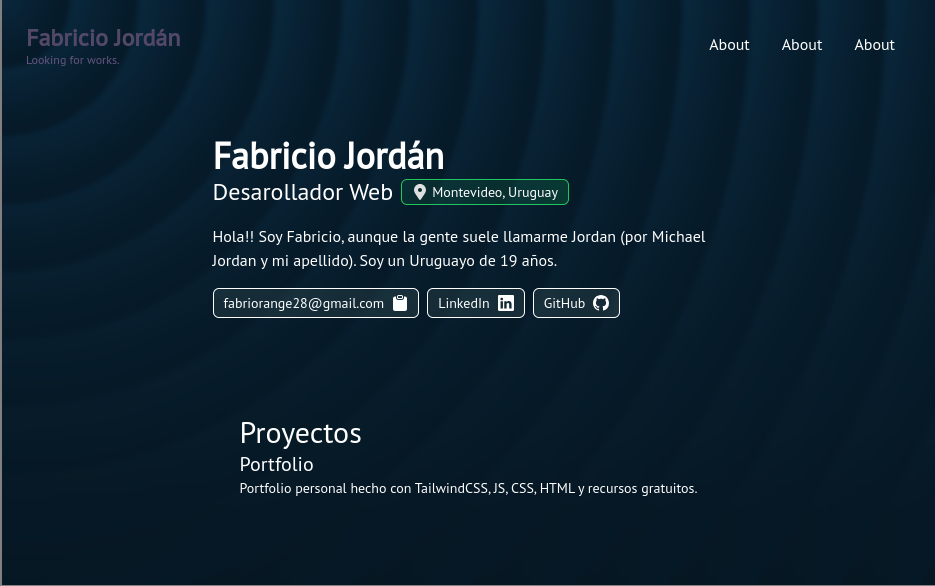 Fabricio Jordán
Looking for works.
About About About
Fabricio Jordán
Desarollador Web Montevideo, Uruguay
Hola!! Soy Fabricio, aunque la gente suele llamarme Jordan (por Michael
Jordan y mi apellido). Soy un Uruguayo de 19 años.
fabriorange28@gmail.com LinkedIn GitHub
Proyectos
Portfolio
Portfolio personal hecho con TailwindCSS, JS, CSS, HTML y recursos gratuitos.